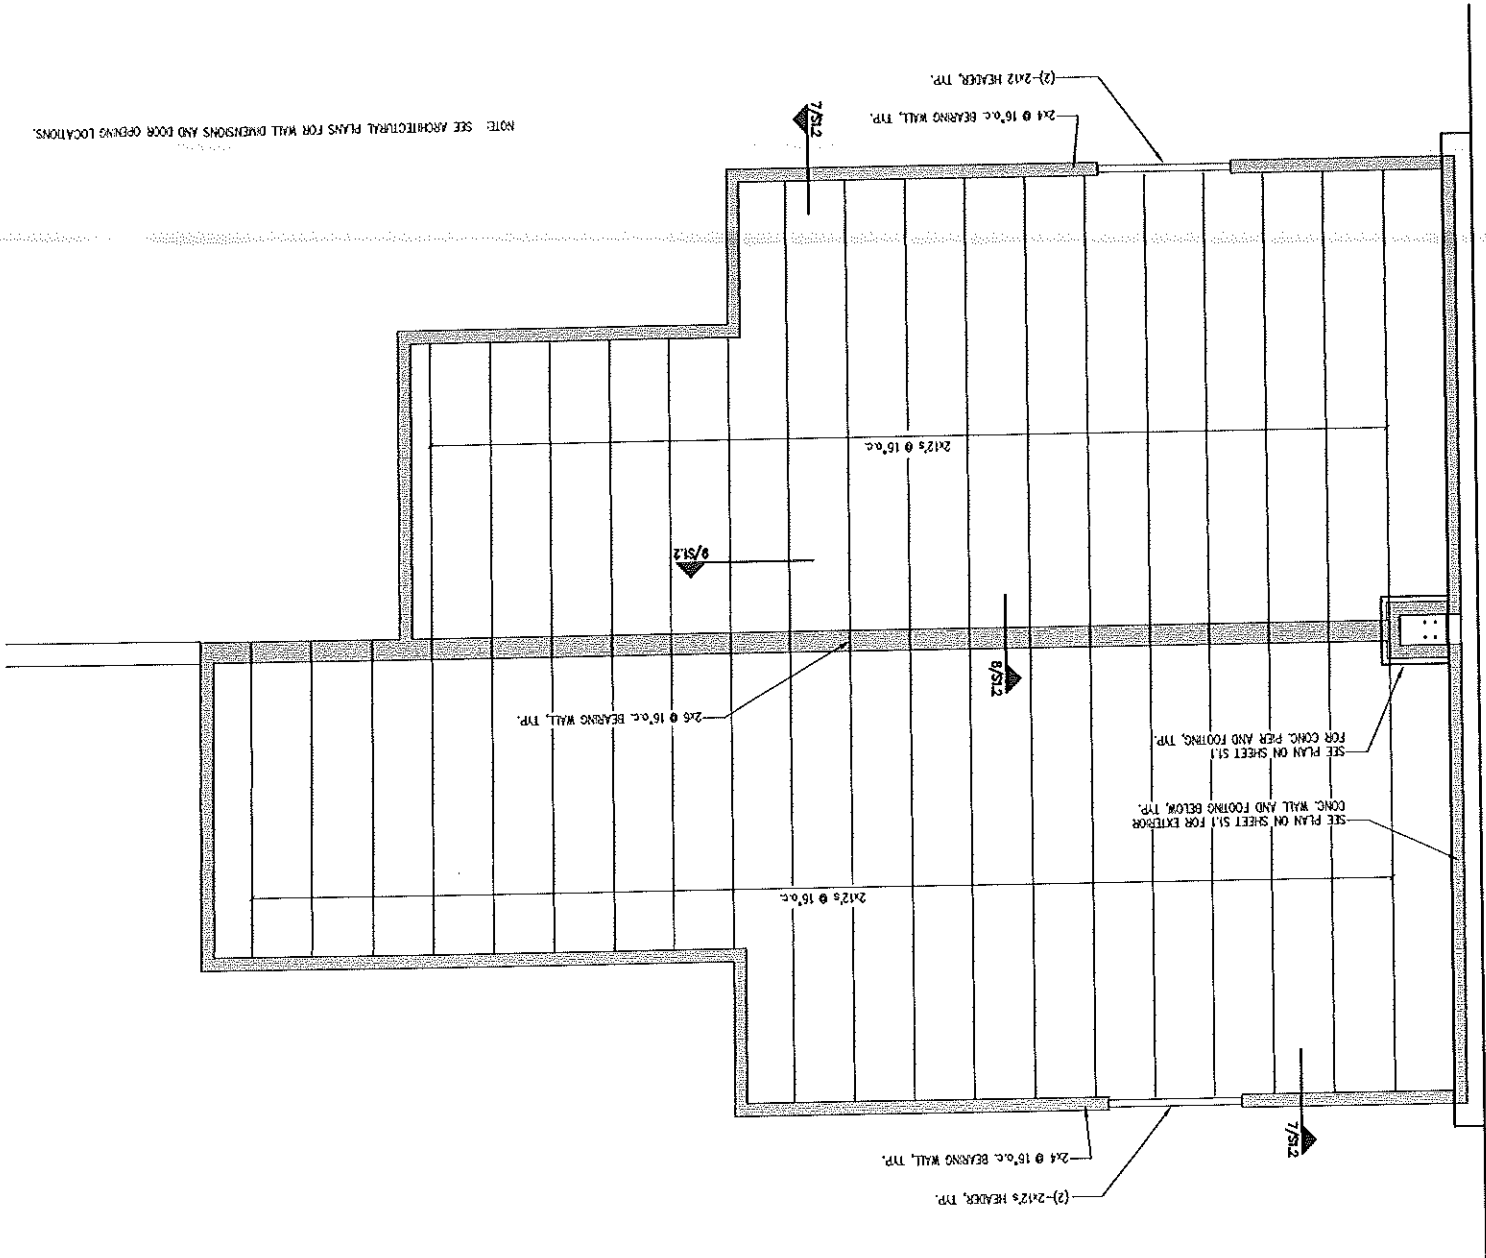 (2)-2x12's HEADER, TYP.
2x4 @ 16"o.c. BEARING WALL, TYP.
7/S1.2
2x12's @ 16"o.c.
SEE PLAN ON SHEET S1.1 FOR EXTERIOR
CONC. WALL AND FOOTING BELOW, TYP.
SEE PLAN ON SHEET S1.1
FOR CONC. PIER AND FOOTING, TYP.
2x6 @ 16"o.c. BEARING WALL, TYP.
8/S1.2
9/S1.2
2x12's @ 16"o.c.
7/S1.2
2x4 @ 16"o.c. BEARING WALL, TYP.
(2)-2x12 HEADER, TYP.
NOTE: SEE ARCHITECTURAL PLANS FOR WALL DIMENSIONS AND DOOR OPENING LOCATIONS.